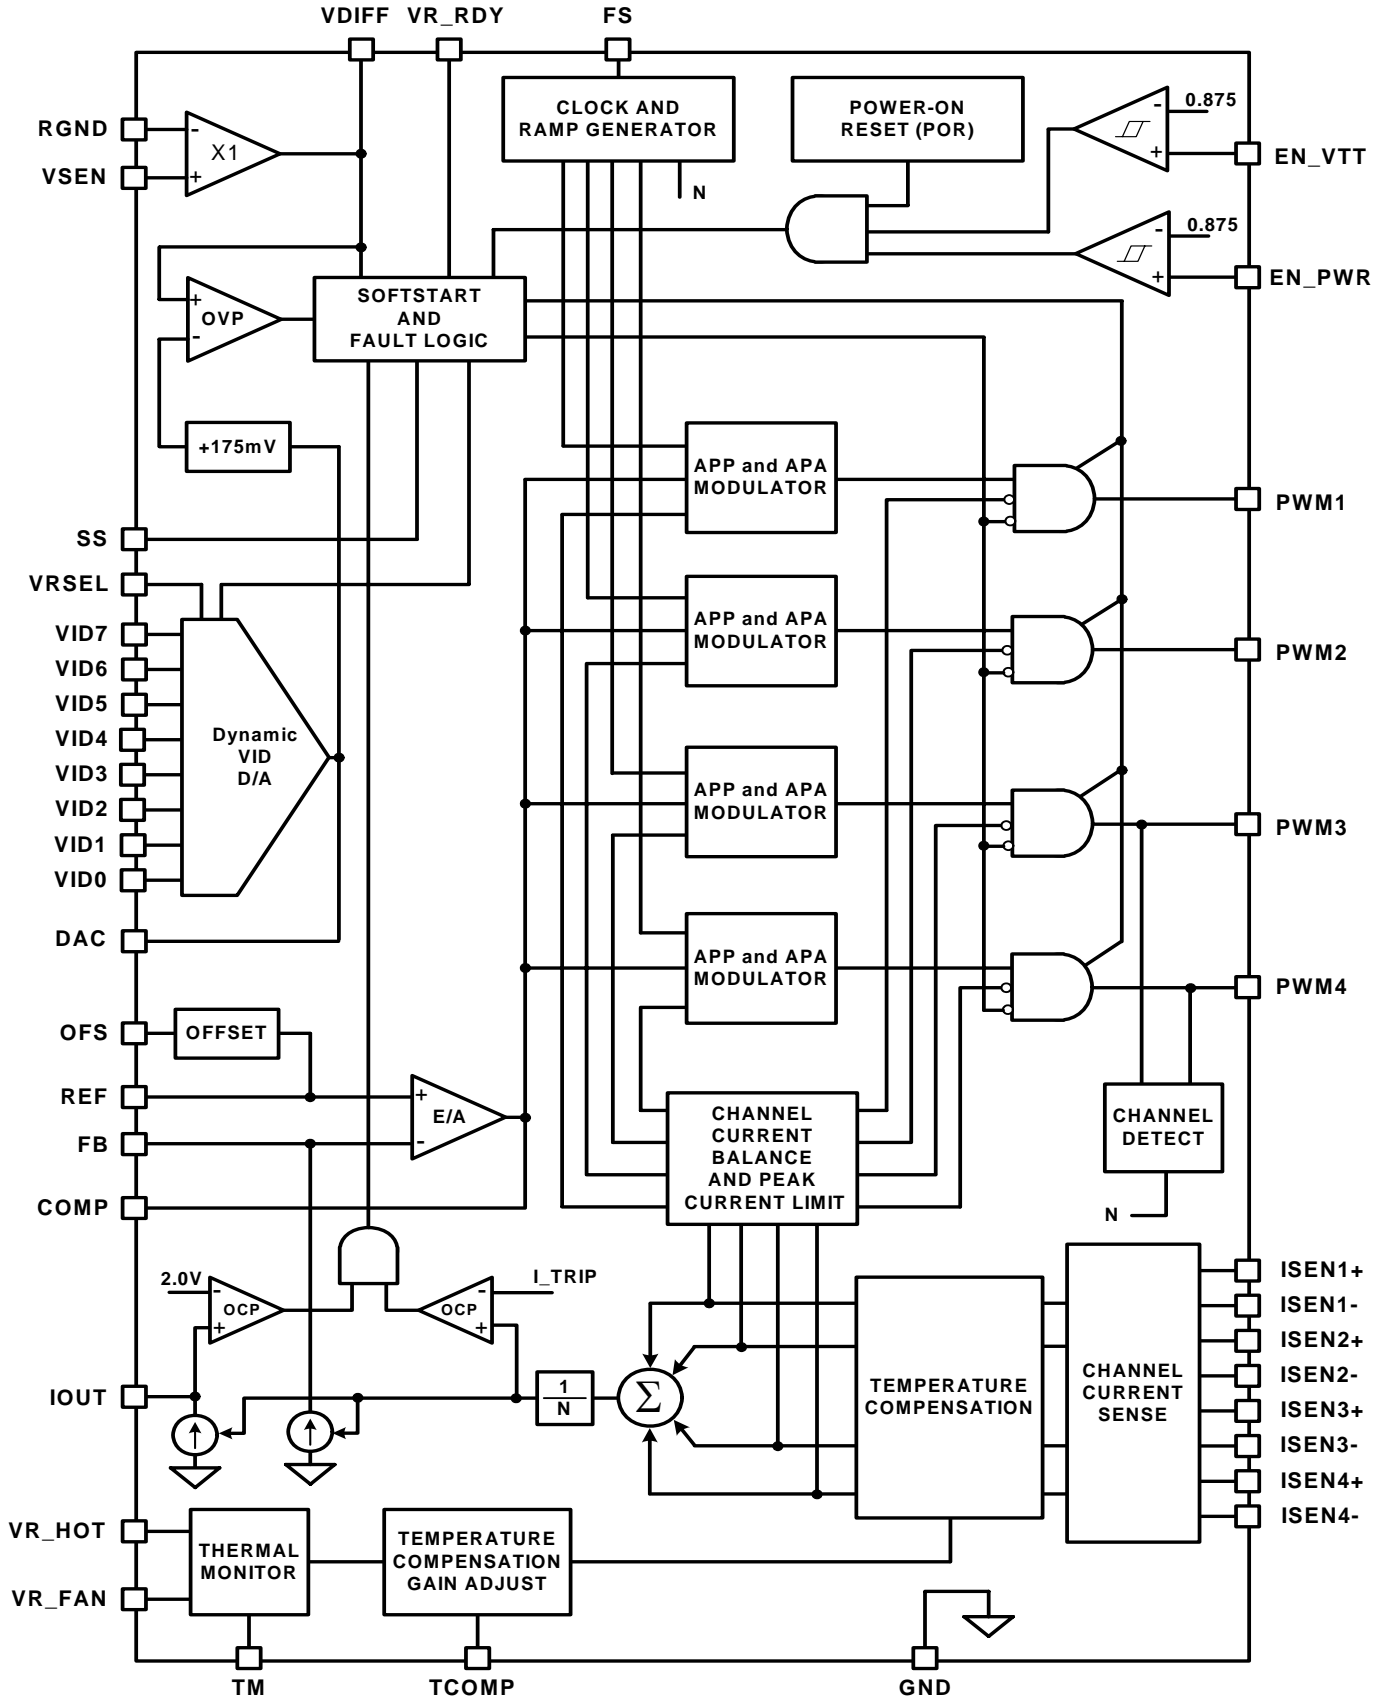 VDIFF VR_RDY FS
RGND
VSEN
-
X1
+
CLOCK AND
RAMP GENERATOR
N
POWER-ON
RESET (POR)
-
0.875
+
EN_VTT
-
0.875
+
EN_PWR
+
OVP
-
SOFTSTART
AND
FAULT LOGIC
+175mV
SS
VRSEL
VID7
VID6
VID5
VID4
VID3
VID2
VID1
VID0
Dynamic
VID
D/A
DAC
APP and APA
MODULATOR
APP and APA
MODULATOR
APP and APA
MODULATOR
APP and APA
MODULATOR
PWM1
PWM2
PWM3
PWM4
OFS
OFFSET
REF
FB
+
E/A
-
COMP
CHANNEL
CURRENT
BALANCE
AND PEAK
CURRENT LIMIT
CHANNEL
DETECT
N
2.0V
-
OCP
+
-
OCP
+
I_TRIP
IOUT
1
N
Σ
TEMPERATURE
COMPENSATION
CHANNEL
CURRENT
SENSE
ISEN1+
ISEN1-
ISEN2+
ISEN2-
ISEN3+
ISEN3-
ISEN4+
ISEN4-
VR_HOT
VR_FAN
THERMAL
MONITOR
TEMPERATURE
COMPENSATION
GAIN ADJUST
TM TCOMP GND